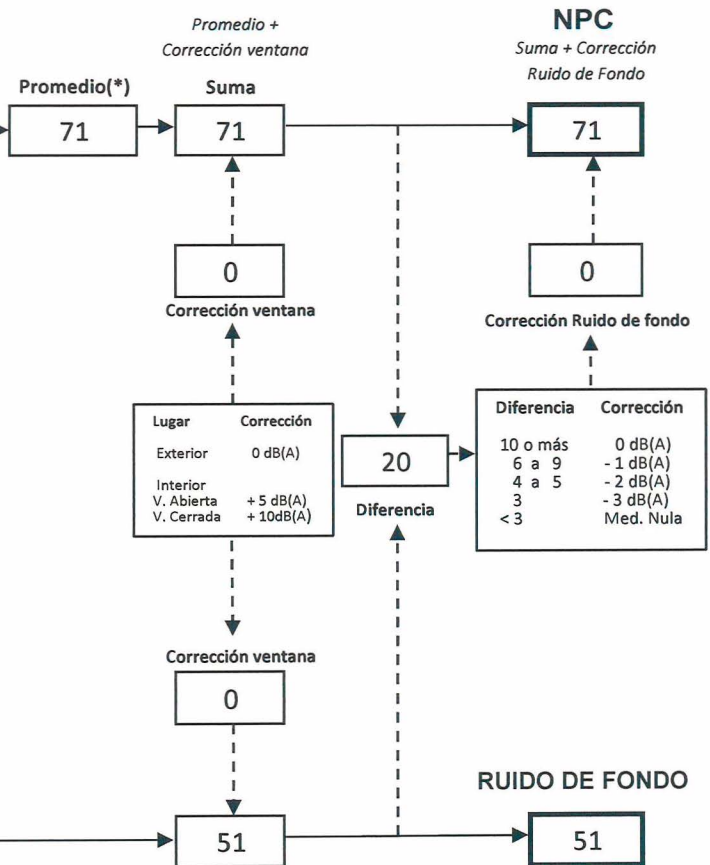 Promedio +
Corrección ventana
NPC
Suma + Corrección
Ruido de Fondo
Promedio(*)
Suma
71
71
71
0
0
Corrección ventana
Corrección Ruido de fondo
Lugar Corrección
Exterior 0 dB(A)
Interior
V. Abierta + 5 dB(A)
V. Cerrada + 10dB(A)
20
Diferencia
Diferencia Corrección
10 o más 0 dB(A)
6 a 9 - 1 dB(A)
4 a 5 - 2 dB(A)
3 - 3 dB(A)
< 3 Med. Nula
Corrección ventana
0
RUIDO DE FONDO
51
51